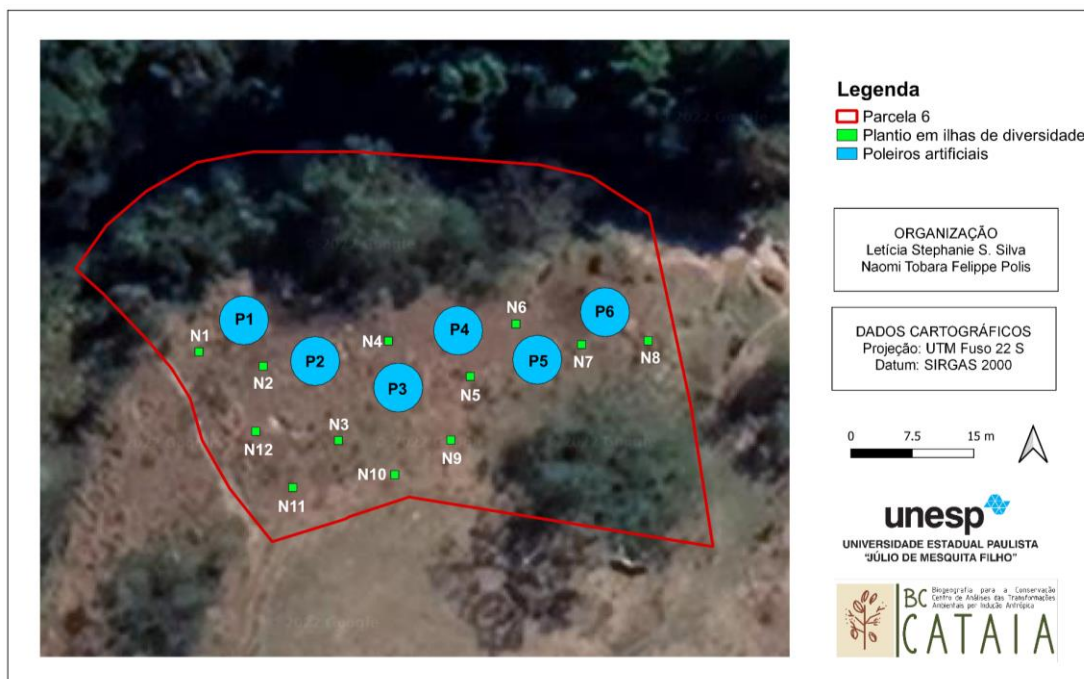 Legenda
Parcela 6
Plantio em ilhas de diversidade
Poleiros artificiais
ORGANIZAÇÃO
Letícia Stephanie S. Silva
Naomi Tobara Felippe Polis
DADOS CARTOGRÁFICOS
Projeção: UTM Fuso 22 S
Datum: SIRGAS 2000
0 7.5 15 m
unesp
UNIVERSIDADE ESTADUAL PAULISTA
"JÚLIO DE MESQUITA FILHO"
BC
Biogeografia para a Conservação
Centro de Análises das Transformações
Ambientais por Indução Antrópica
CATAIA
P1
P2
P3
P4
P5
P6
N1
N2
N3
N4
N5
N6
N7
N8
N9
N10
N11
N12
©2022 Google